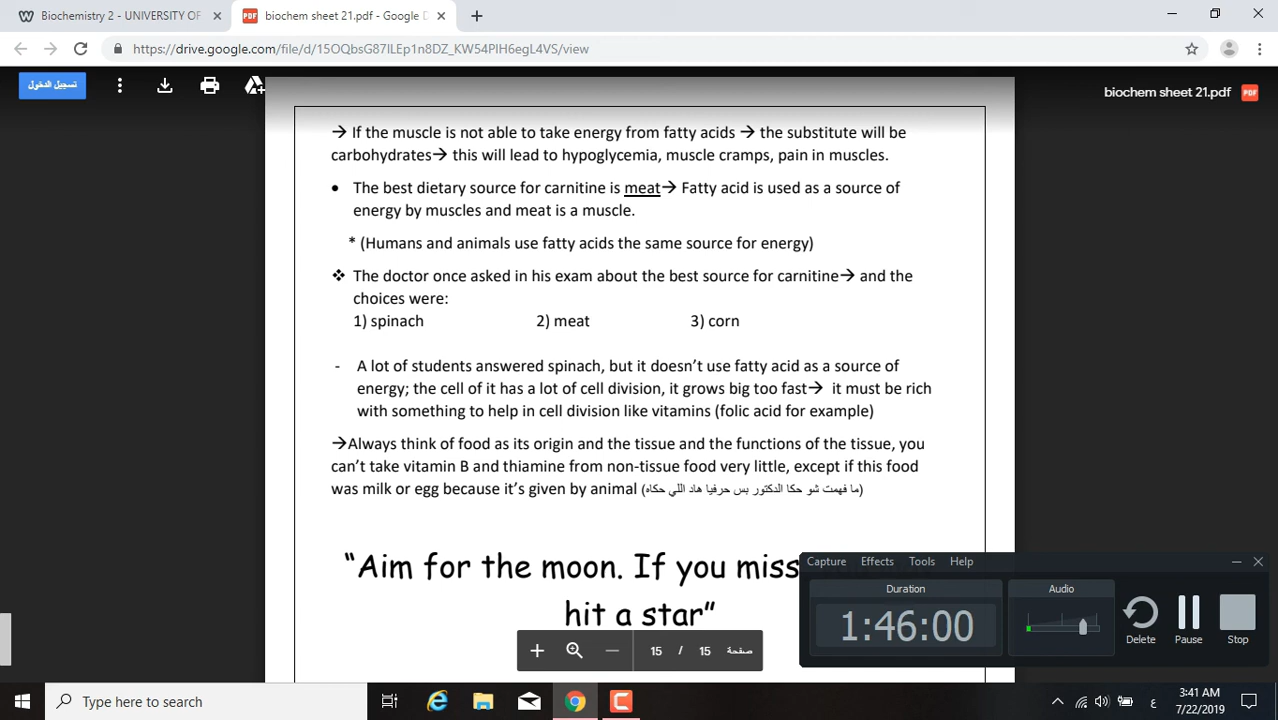 Biochemistry 2 - UNIVERSITY OF
biochem sheet 21.pdf - Google D
https://drive.google.com/file/d/15OQbsG87ILEp1n8DZ_KW54PlH6egL4VS/view
تسجيل الدخول
biochem sheet 21.pdf
PDF
→ If the muscle is not able to take energy from fatty acids → the substitute will be
carbohydrates→ this will lead to hypoglycemia, muscle cramps, pain in muscles.
• The best dietary source for carnitine is meat→ Fatty acid is used as a source of
energy by muscles and meat is a muscle.
* (Humans and animals use fatty acids the same source for energy)
❖ The doctor once asked in his exam about the best source for carnitine→ and the
choices were:
1) spinach 2) meat 3) corn
- A lot of students answered spinach, but it doesn't use fatty acid as a source of
energy; the cell of it has a lot of cell division, it grows big too fast→ it must be rich
with something to help in cell division like vitamins (folic acid for example)
→Always think of food as its origin and the tissue and the functions of the tissue, you
can't take vitamin B and thiamine from non-tissue food very little, except if this food
was milk or egg because it's given by animal (ما فهمت شو حكا الدكتور بس حرفيا هاد اللي حكاه)
“Aim for the moon. If you miss
hit a star”
Capture Effects Tools Help
Duration
Audio
1:46:00
Delete Pause Stop
15 / 15 صفحة
Type here to search
ع
3:41 AM
7/22/2019